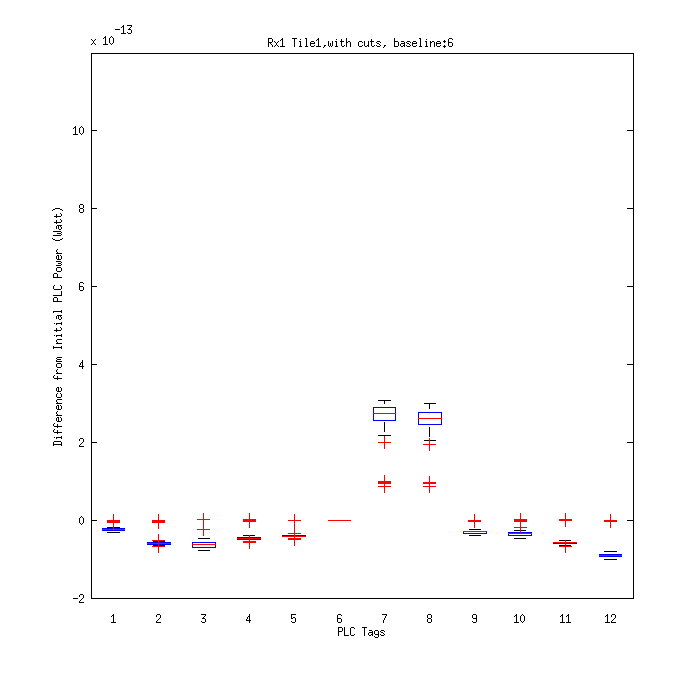 x 10
-13
Rx1 Tile1,with cuts, baseline:6
Difference from Initial PLC Power (Watt)
10
8
6
4
2
0
-2
1 2 3 4 5 6 7 8 9 10 11 12
PLC Tags